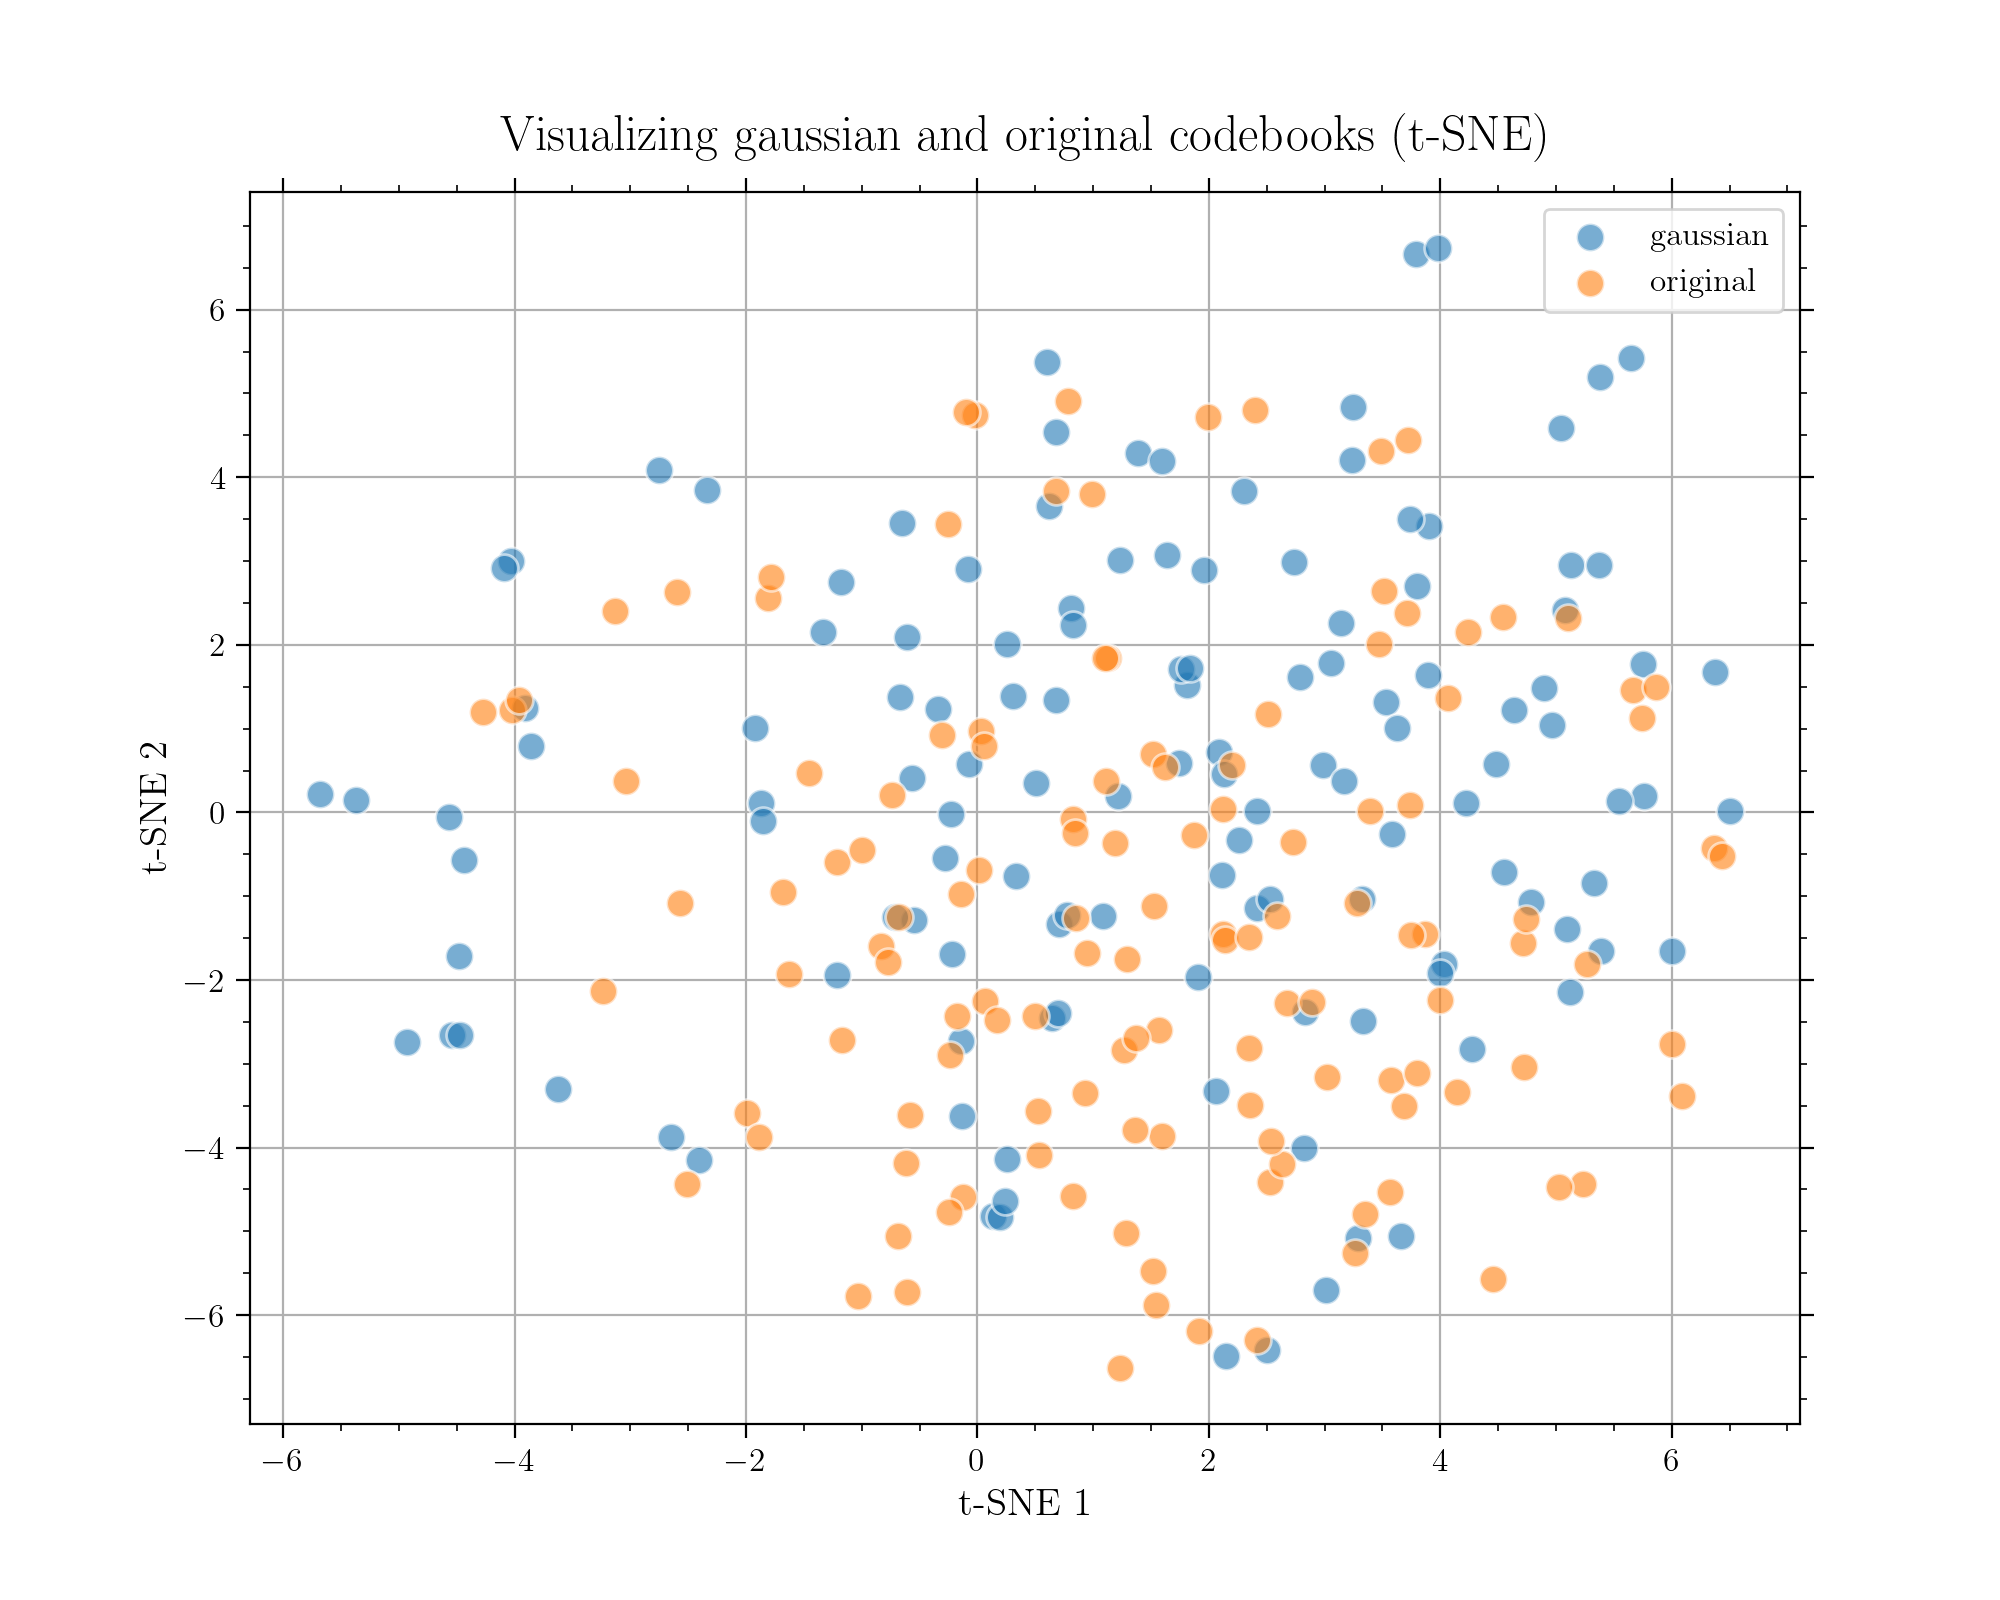 Visualizing gaussian and original codebooks (t-SNE)
gaussian
original
6
4
2
0
−2
−4
−6
t-SNE 2
−6 −4 −2 0 2 4 6
t-SNE 1